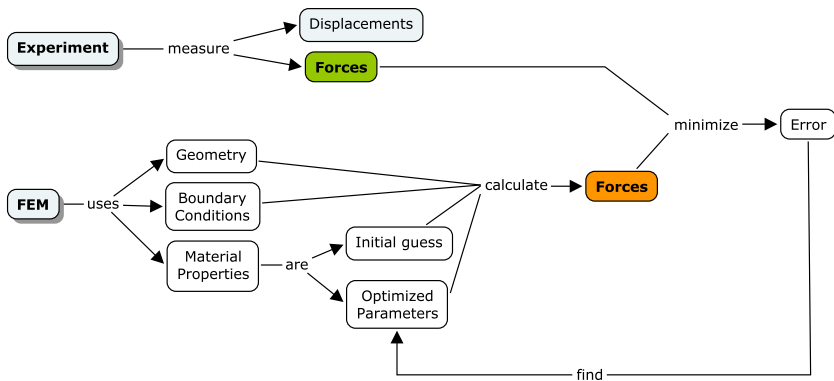 Displacements
Experiment
measure
Forces
minimize
Error
Geometry
calculate
Forces
FEM
uses
Boundary
Conditions
Initial guess
Material
Properties
are
Optimized
Parameters
find